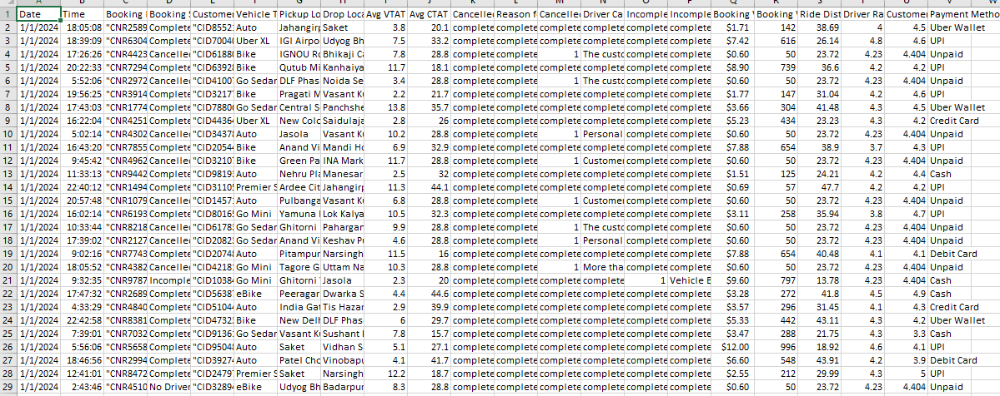 A B C D E F G H I J K L M N O P Q R S T U V W
1 Date Time Booking I Booking S Customer Vehicle T Pickup Lo Drop Loca Avg VTAT Avg CTAT Cancelle Reason f Cancelle Driver Ca Incomple Incomple Booking V Booking V Ride Dist Driver Ra Customer Payment Metho
2 1/1/2024 18:05:08 "CNR2589 Complete "CID8552 Auto Jahangirp Saket 3.8 20.1 complete complete complete complete complete complete $1.71 142 38.69 4 4.5 Uber Wallet
3 1/1/2024 18:39:09 "CNR6304 Complete "CID7004 Uber XL IGI Airpo Udyog Bh 7.5 33.2 complete complete complete complete complete complete $7.42 616 26.14 4.8 4.6 UPI
4 1/1/2024 17:26:26 "CNR4423 Cancelle "CID6188 Bike IGNOU Ro Bhikaji Ca 7.8 28.8 complete complete 1 The custo complete complete $0.60 50 23.72 4.23 4.404 Unpaid
5 1/1/2024 20:22:33 "CNR7294 Complete "CID6392 Bike Qutub Mi Kanhaiya 11.7 18.1 complete complete complete complete complete complete $8.90 739 36.6 4.2 4.2 UPI
6 1/1/2024 5:52:06 "CNR2972 Cancelle "CID4100 Go Sedan DLF Phas Noida Se 3.4 28.8 complete complete 1 The custo complete complete $0.60 50 23.72 4.23 4.404 Unpaid
7 1/1/2024 19:56:25 "CNR3914 Complete "CID3217 Bike Pragati M Vasant Ku 2.2 21.7 complete complete complete complete complete complete $1.77 147 31.04 4.2 4.6 UPI
8 1/1/2024 17:43:03 "CNR1774 Complete "CID7880 Go Sedan Central S Panchshe 13.8 35.7 complete complete complete complete complete complete $3.66 304 41.48 4.3 4.5 Uber Wallet
9 1/1/2024 16:22:04 "CNR4251 Complete "CID4436 Uber XL New Colo Saidulaja 2.8 26 complete complete complete complete complete complete $5.23 434 23.23 4.3 4.2 Credit Card
10 1/1/2024 5:02:14 "CNR4302 Cancelle "CID3437 Auto Jasola Vasant Ku 10.2 28.8 complete complete 1 Personal complete complete $0.60 50 23.72 4.23 4.404 Unpaid
11 1/1/2024 16:43:20 "CNR7855 Complete "CID2054 Auto Anand Vi Mandi Ho 6.9 32.9 complete complete complete complete complete complete $7.88 654 38.9 3.7 4.3 UPI
12 1/1/2024 9:45:42 "CNR4962 Complete "CID3210 Bike Green Pa INA Mark 11.7 28.8 complete complete 1 Customer complete complete $0.60 50 23.72 4.23 4.404 Unpaid
13 1/1/2024 11:33:13 "CNR9442 Complete "CID9819 Auto Nehru Pla Manesar 2.5 32 complete complete complete complete complete complete $1.51 125 24.21 4.2 4.4 Cash
14 1/1/2024 22:40:12 "CNR1494 Complete "CID3110 Premier S Ardee Cit Jahangirp 11.3 44.1 complete complete complete complete complete complete $0.69 57 47.7 4.2 4.2 UPI
15 1/1/2024 20:57:48 "CNR1079 Cancelle "CID1457 Auto Pulbanga Vasant Ku 6.8 28.8 complete complete 1 Customer complete complete $0.60 50 23.72 4.23 4.404 Unpaid
16 1/1/2024 16:02:14 "CNR6193 Complete "CID8016 Go Mini Yamuna Lok Kalya 10.5 32.3 complete complete complete complete complete complete $3.11 258 35.94 3.8 4.7 UPI
17 1/1/2024 10:33:44 "CNR8218 Cancelle "CID6178 Go Sedan Ghitorni Pahargan 9.9 28.8 complete complete 1 The custo complete complete $0.60 50 23.72 4.23 4.404 Unpaid
18 1/1/2024 17:39:02 "CNR2127 Cancelle "CID2082 Go Sedan Anand Vi Keshav P 4.6 28.8 complete complete 1 Personal complete complete $0.60 50 23.72 4.23 4.404 Unpaid
19 1/1/2024 9:02:16 "CNR7743 Complete "CID2074 Auto Pitampur Narsingh 11.5 16 complete complete complete complete complete complete $7.88 654 40.48 4.1 4.1 Debit Card
20 1/1/2024 18:05:52 "CNR4382 Cancelle "CID4218 Go Mini Tagore G Uttam Na 10.3 28.8 complete complete 1 More tha complete complete $0.60 50 23.72 4.23 4.404 Unpaid
21 1/1/2024 9:32:35 "CNR9787 Incomple "CID1038 Go Mini Ghitorni Jasola 2.3 20 complete complete complete complete 1 Vehicle B $9.60 797 13.78 4.23 4.404 Cash
22 1/1/2024 17:47:32 "CNR2689 Complete "CID5638 eBike Peeragar Dwarka S 4.4 44.6 complete complete complete complete complete complete $3.28 272 41.8 4.5 4.9 Cash
23 1/1/2024 4:33:29 "CNR4840 Complete "CID5104 Auto India Gat Tis Hazar 2.9 39.9 complete complete complete complete complete complete $3.57 296 31.45 4.1 4.3 Credit Card
24 1/1/2024 22:42:58 "CNR8381 Complete "CID4732 Bike New Delh DLF Phas 6 29.7 complete complete complete complete complete complete $5.33 442 43.11 4.3 4.2 Uber Wallet
25 1/1/2024 7:39:01 "CNR7032 Complete "CID9136 Go Sedan Vasant Ku Sushant 7.8 15.7 complete complete complete complete complete complete $3.47 288 21.75 4.3 3.3 Cash
26 1/1/2024 5:56:06 "CNR5658 Complete "CID9504 Auto Saket Vidhan S 5.1 27.1 complete complete complete complete complete complete $12.00 996 18.92 4.6 4.1 UPI
27 1/1/2024 18:46:56 "CNR2994 Complete "CID3927 Auto Patel Cho Vinobapu 4.1 41.7 complete complete complete complete complete complete $6.60 548 43.91 4.2 3.9 Debit Card
28 1/1/2024 12:41:01 "CNR8472 Complete "CID2479 Premier S Saket Narsingh 12.2 18.7 complete complete complete complete complete complete $2.55 212 29.99 4.3 5 UPI
29 1/1/2024 2:43:46 "CNR4510 No Driver "CID3289 eBike Udyog Bh Badarpur 8.3 28.8 complete complete complete complete complete complete $0.60 50 23.72 4.23 4.404 Unpaid